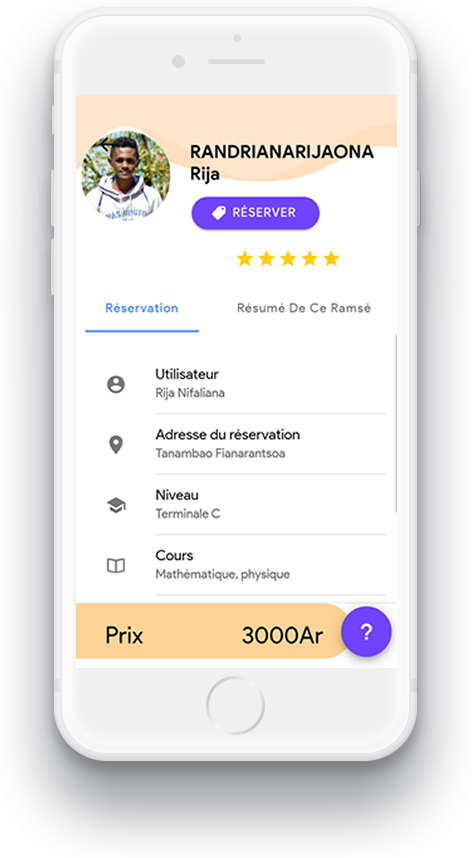 RANDRIANARIJAONA
Rija
RÉSERVER
Réservation
Résumé De Ce Ramsé
Utilisateur
Rija Nifaliana
Adresse du réservation
Tanambao Fianarantsoa
Niveau
Terminale C
Cours
Mathématique, physique
Prix
3000Ar
?